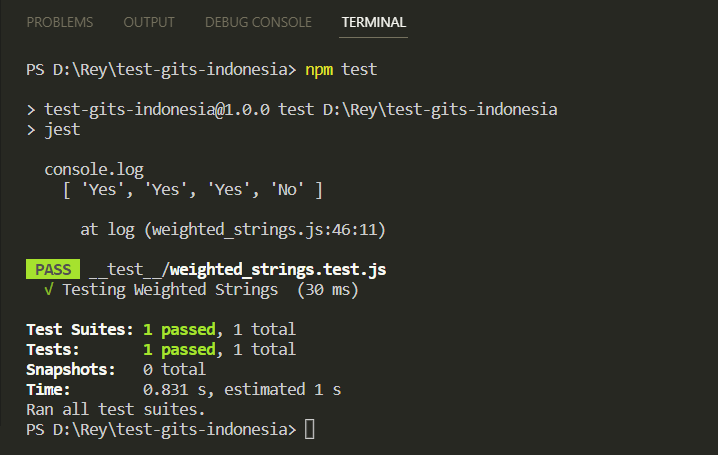 PROBLEMS OUTPUT DEBUG CONSOLE TERMINAL
PS D:\Rey\test-gits-indonesia> npm test
> test-gits-indonesia@1.0.0 test D:\Rey\test-gits-indonesia
> jest
console.log
[ 'Yes', 'Yes', 'Yes', 'No' ]
at log (weighted_strings.js:46:11)
PASS __test__/weighted_strings.test.js
√ Testing Weighted Strings (30 ms)
Test Suites: 1 passed, 1 total
Tests: 1 passed, 1 total
Snapshots: 0 total
Time: 0.831 s, estimated 1 s
Ran all test suites.
PS D:\Rey\test-gits-indonesia>